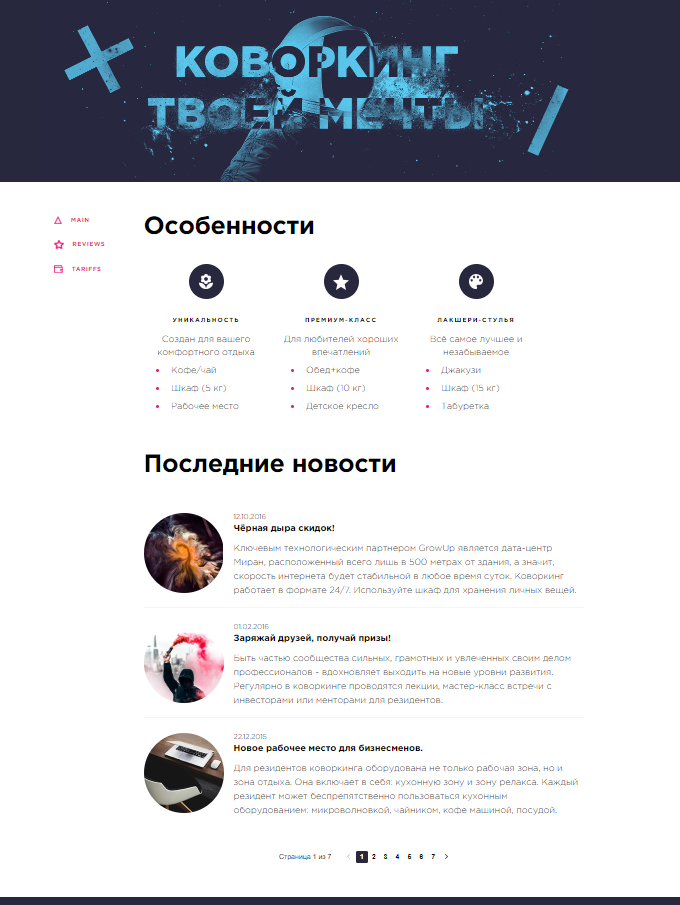 КОВОРКИНГ
ТВОЕЙ МЕЧТЫ
MAIN
REVIEWS
TARIFFS
Особенности
УНИКАЛЬНОСТЬ
Создан для вашего
комфортного отдыха
Кофе/чай
Шкаф (5 кг)
Рабочее место
ПРЕМИУМ-КЛАСС
Для любителей хороших
впечатлений
Обед+кофе
Шкаф (10 кг)
Детское кресло
ЛАКШЕРИ-СТУЛЬЯ
Всё самое лучшее и
незабываемое
Джакузи
Шкаф (15 кг)
Табуретка
Последние новости
12.10.2016
Чёрная дыра скидок!
Ключевым технологическим партнером GrowUp является дата-центр
Миран, расположенный всего лишь в 500 метрах от здания, а значит,
скорость интернета будет стабильной в любое время суток. Коворкинг
работает в формате 24/7. Используйте шкаф для хранения личных вещей.
01.02.2016
Заряжай друзей, получай призы!
Быть частью сообщества сильных, грамотных и увлеченных своим делом
профессионалов - вдохновляет выходить на новые уровни развития.
Регулярно в коворкинге проводятся лекции, мастер-класс встречи с
инвесторами или менторами для резидентов.
22.12.2015
Новое рабочее место для бизнесменов.
Для резидентов коворкинга оборудована не только рабочая зона, но и
зона отдыха. Она включает в себя: кухонную зону и зону релакса. Каждый
резидент может беспрепятственно пользоваться кухонным
оборудованием: микроволновкой, чайником, кофе машиной, посудой.
Страница 1 из 7 ‹ 1 2 3 4 5 6 7 ›